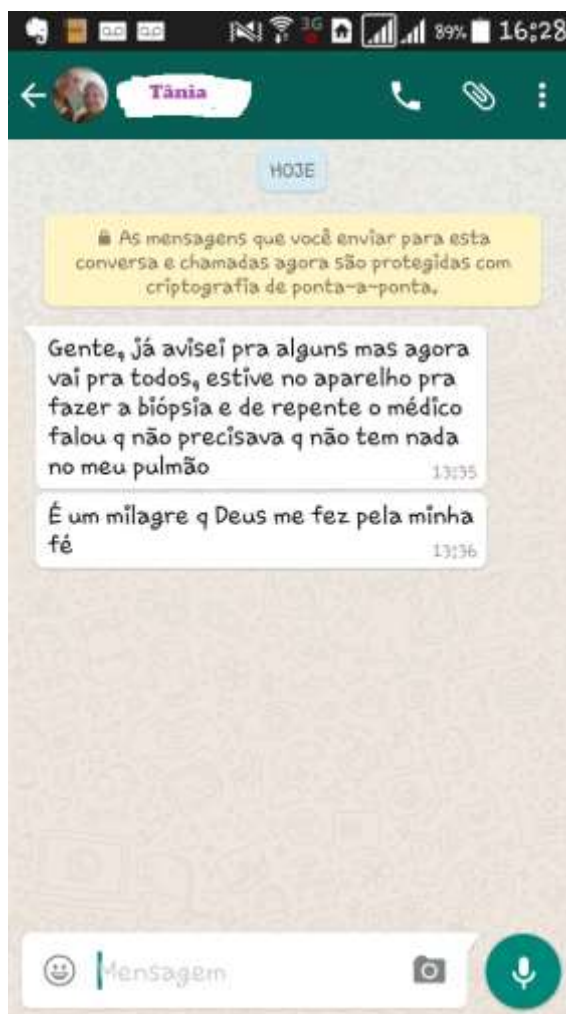 3G 89% 16:28
Tânia
HOJE
As mensagens que você enviar para esta
conversa e chamadas agora são protegidas com
criptografia de ponta-a-ponta.
Gente, já avisei pra alguns mas agora
vai pra todos, estive no aparelho pra
fazer a biópsia e de repente o médico
falou q não precisava q não tem nada
no meu pulmão
13:35
É um milagre q Deus me fez pela minha
fé
13:36
Mensagem